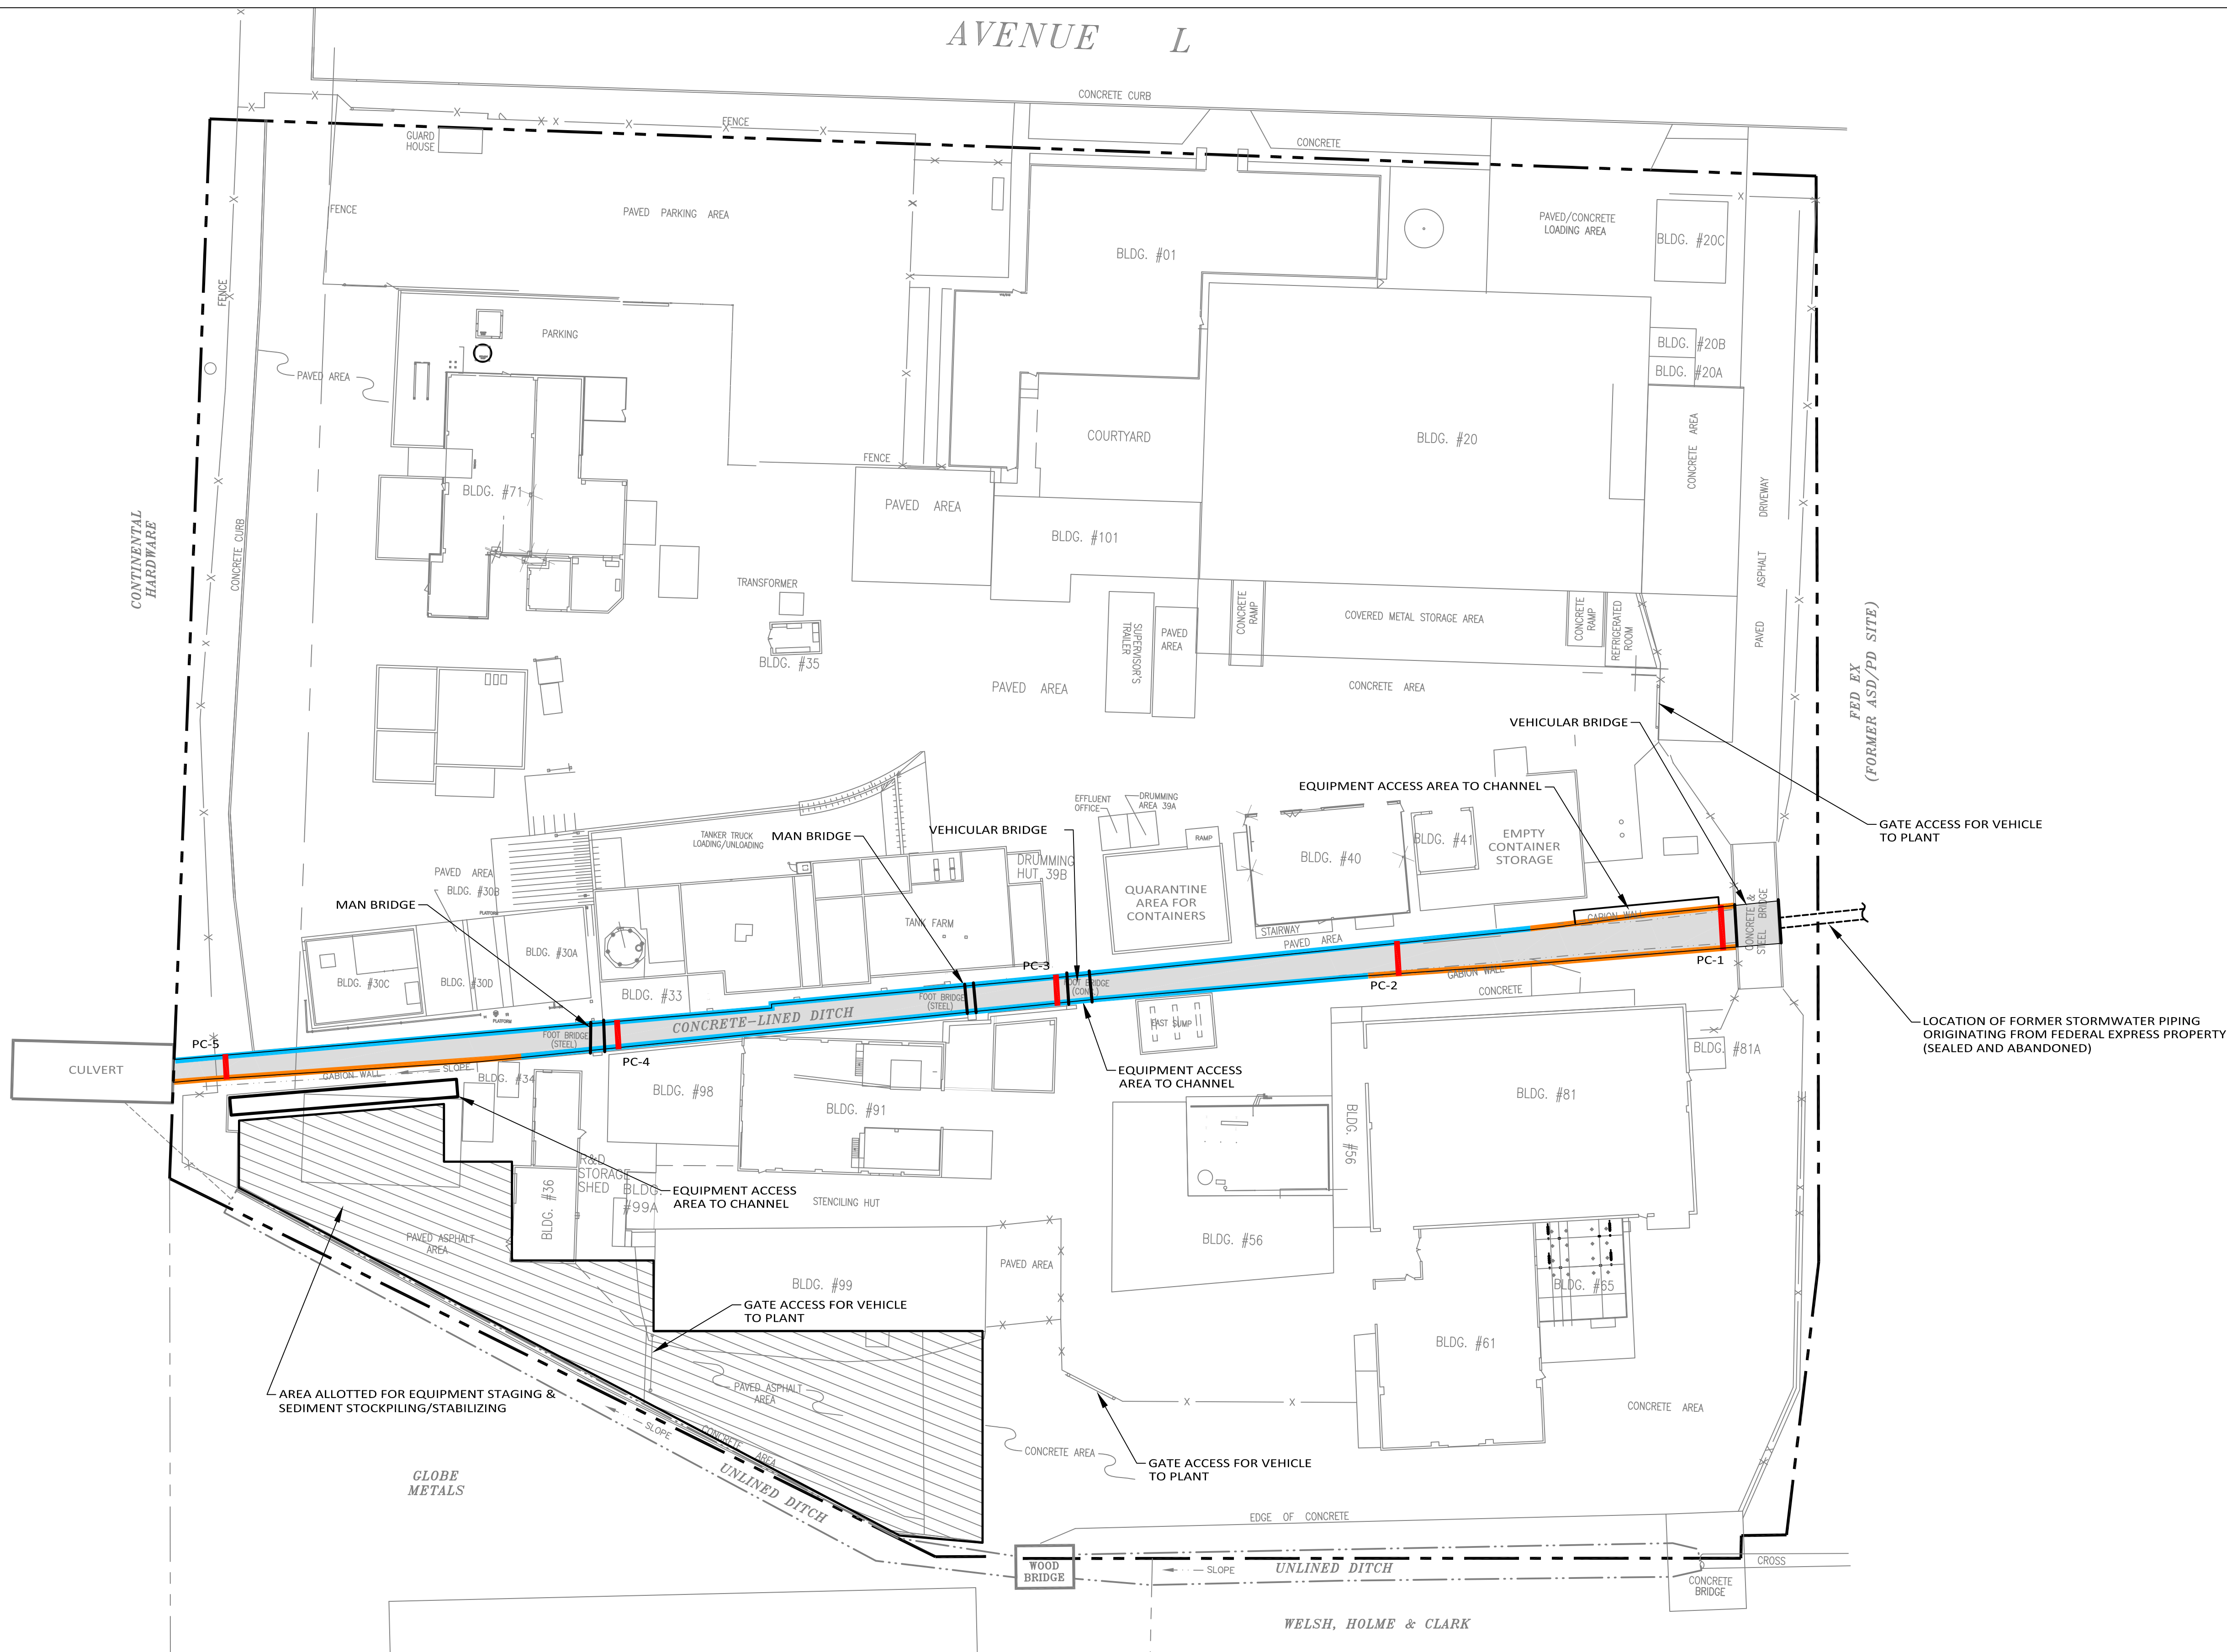 AVENUE L
CONCRETE CURB
FENCE
GUARD
HOUSE
CONCRETE
FENCE
PAVED PARKING AREA
PAVED/CONCRETE
LOADING AREA
BLDG. #20C
BLDG. #01
FENCE
PARKING
BLDG. #20B
BLDG. #20A
PAVED AREA
COURTYARD
BLDG. #20
CONCRETE AREA
FENCE
BLDG. #71
PAVED AREA
DRIVEWAY
ASPHALT
PAVED
CONTINENTAL
HARDWARE
CONCRETE CURB
BLDG. #101
TRANSFORMER
BLDG. #35
SUPERVISOR'S
TRAILER
PAVED
AREA
CONCRETE
RAMP
COVERED METAL STORAGE AREA
CONCRETE
RAMP
REFRIGERATED
ROOM
PAVED AREA
CONCRETE AREA
FED EX
(FORMER ASD/PD SITE)
VEHICULAR BRIDGE
EQUIPMENT ACCESS AREA TO CHANNEL
EFFLUENT
OFFICE
DRUMMING
AREA 39A
GATE ACCESS FOR VEHICLE
TO PLANT
TANKER TRUCK
LOADING/UNLOADING
MAN BRIDGE
VEHICULAR BRIDGE
RAMP
BLDG. #41
EMPTY
CONTAINER
STORAGE
BLDG. #40
DRUMMING
HUT 39B
PAVED AREA
BLDG. #30B
PLATFORM
QUARANTINE
AREA FOR
CONTAINERS
MAN BRIDGE
TANK FARM
STAIRWAY
PAVED AREA
GABION WALL
CONCRETE &
STEEL BRIDGE
BLDG. #30A
BLDG. #30C
BLDG. #30D
BLDG. #33
PC-3
PC-1
GABION WALL
PC-2
CONCRETE
FOOT BRIDGE
(STEEL)
FOOT BRIDGE
(CONC.)
PLATFORM
CONCRETE-LINED DITCH
FOOT BRIDGE
(STEEL)
EAST SUMP
LOCATION OF FORMER STORMWATER PIPING
ORIGINATING FROM FEDERAL EXPRESS PROPERTY
(SEALED AND ABANDONED)
PC-5
PC-4
BLDG. #81A
CULVERT
GABION WALL
SLOPE
BLDG. #34
EQUIPMENT ACCESS
AREA TO CHANNEL
BLDG. #98
BLDG. #91
BLDG. #56
BLDG. #81
R&D
STORAGE
SHED
BLDG.
#99A
BLDG. #36
EQUIPMENT ACCESS
AREA TO CHANNEL
STENCILING HUT
PAVED ASPHALT
AREA
BLDG. #56
PAVED AREA
BLDG. #99
BLDG. #65
GATE ACCESS FOR VEHICLE
TO PLANT
BLDG. #61
AREA ALLOTTED FOR EQUIPMENT STAGING &
SEDIMENT STOCKPILING/STABILIZING
PAVED ASPHALT
AREA
CONCRETE AREA
SLOPE
CONCRETE AREA
CONCRETE AREA
GATE ACCESS FOR VEHICLE
TO PLANT
GLOBE
METALS
UNLINED DITCH
EDGE OF CONCRETE
WOOD
BRIDGE
SLOPE
UNLINED DITCH
CROSS
CONCRETE
BRIDGE
WELSH, HOLME & CLARK